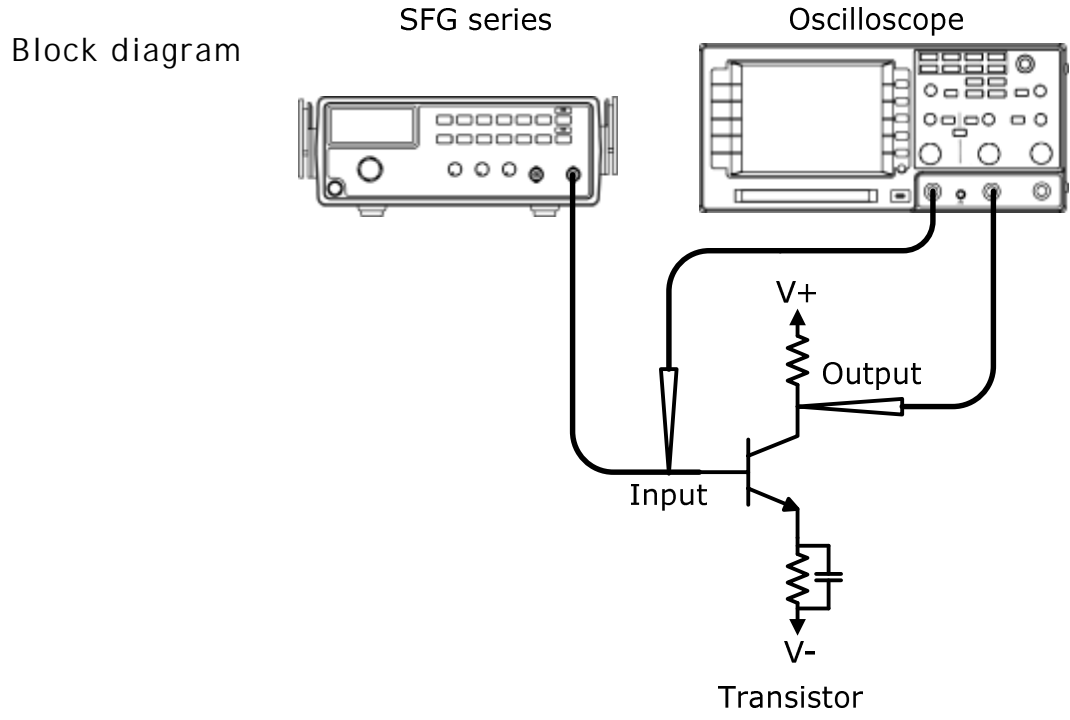 SFG series
Oscilloscope
Block diagram
V+
Output
Input
V-
Transistor